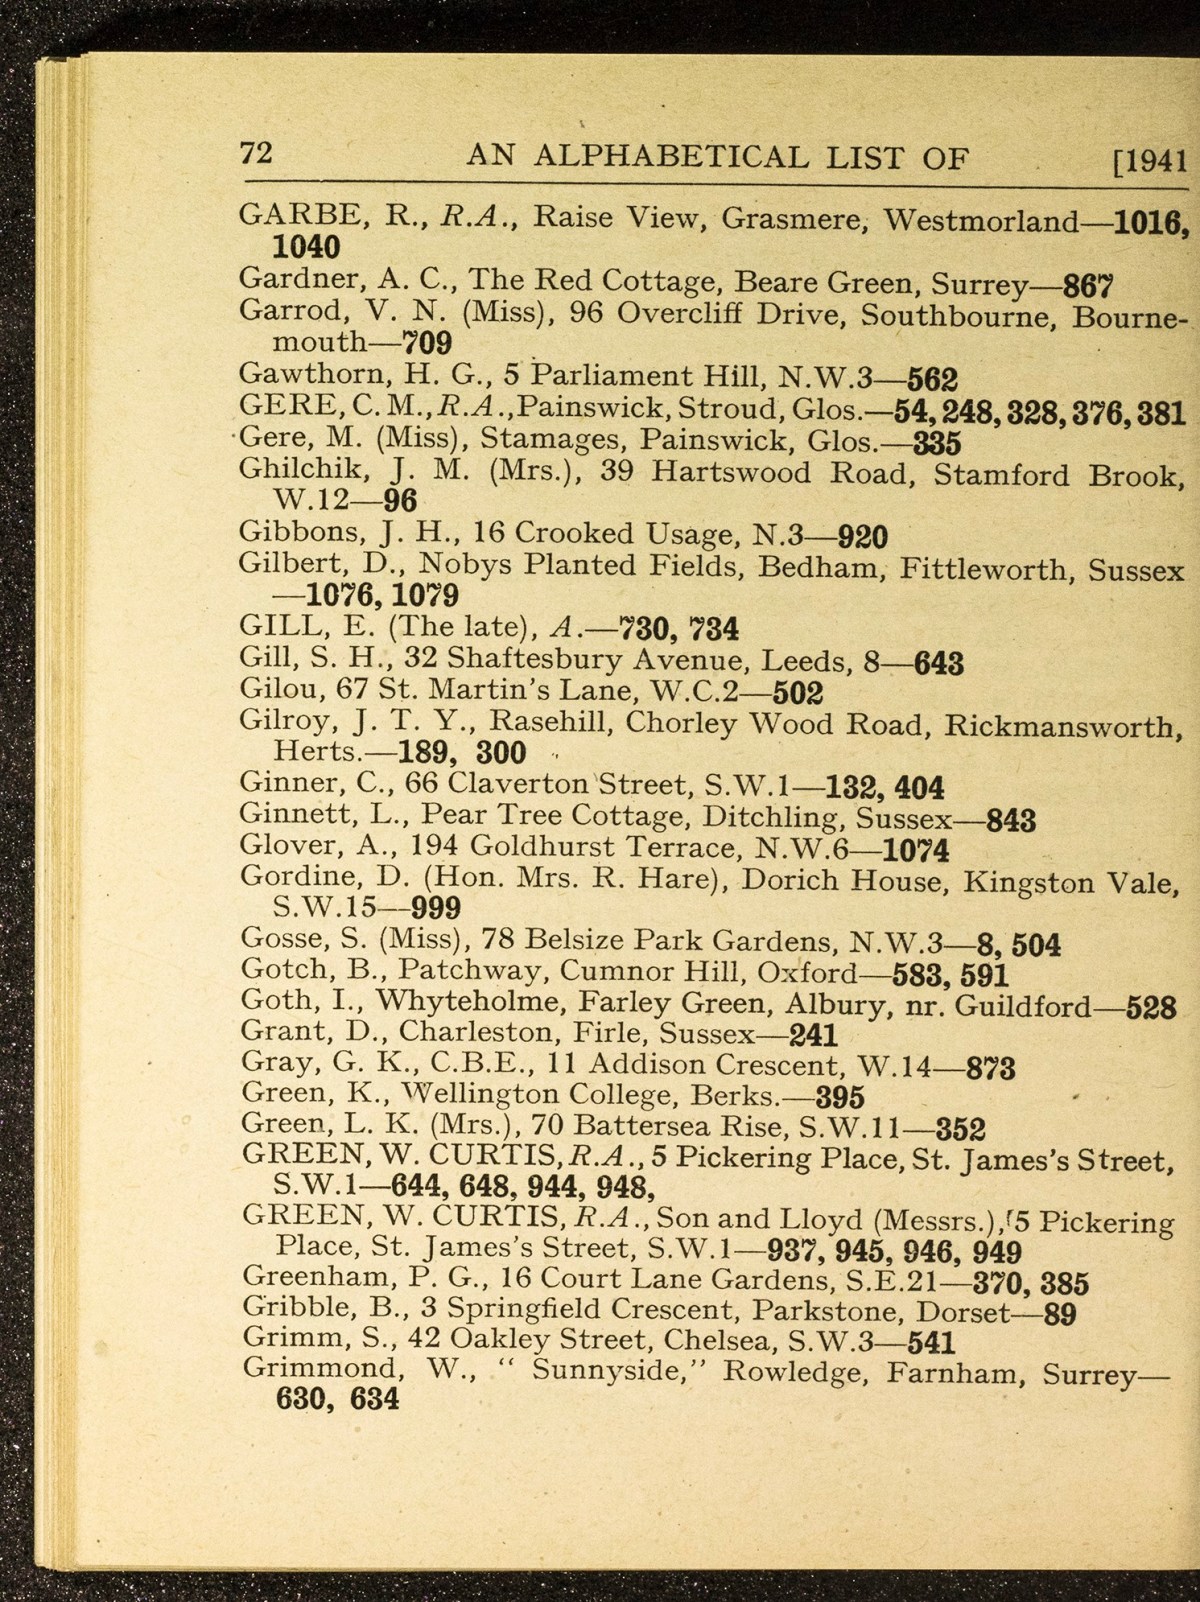 72 AN ALPHABETICAL LIST OF [1941
GARBE, R., R.A., Raise View, Grasmere, Westmorland—1016,
1040
Gardner, A. C., The Red Cottage, Beare Green, Surrey—867
Garrod, V. N. (Miss), 96 Overcliff Drive, Southbourne, Bourne-
mouth—709
Gawthorn, H. G., 5 Parliament Hill, N.W.3—562
GERE, C. M., R.A., Painswick, Stroud, Glos.—54, 248, 328, 376, 381
Gere, M. (Miss), Stamages, Painswick, Glos.—335
Ghilchik, J. M. (Mrs.), 39 Hartswood Road, Stamford Brook,
W.12—96
Gibbons, J. H., 16 Crooked Usage, N.3—920
Gilbert, D., Nobys Planted Fields, Bedham, Fittleworth, Sussex
—1076, 1079
GILL, E. (The late), A.—730, 734
Gill, S. H., 32 Shaftesbury Avenue, Leeds, 8—643
Gilou, 67 St. Martin's Lane, W.C.2—502
Gilroy, J. T. Y., Rasehill, Chorley Wood Road, Rickmansworth,
Herts.—189, 300
Ginner, C., 66 Claverton Street, S.W.1—132, 404
Ginnett, L., Pear Tree Cottage, Ditchling, Sussex—843
Glover, A., 194 Goldhurst Terrace, N.W.6—1074
Gordine, D. (Hon. Mrs. R. Hare), Dorich House, Kingston Vale,
S.W.15—999
Gosse, S. (Miss), 78 Belsize Park Gardens, N.W.3—8, 504
Gotch, B., Patchway, Cumnor Hill, Oxford—583, 591
Goth, I., Whyteholme, Farley Green, Albury, nr. Guildford—528
Grant, D., Charleston, Firle, Sussex—241
Gray, G. K., C.B.E., 11 Addison Crescent, W.14—873
Green, K., Wellington College, Berks.—395
Green, L. K. (Mrs.), 70 Battersea Rise, S.W.11—352
GREEN, W. CURTIS, R.A., 5 Pickering Place, St. James's Street,
S.W.1—644, 648, 944, 948,
GREEN, W. CURTIS, R.A., Son and Lloyd (Messrs.), 5 Pickering
Place, St. James's Street, S.W.1—937, 945, 946, 949
Greenham, P. G., 16 Court Lane Gardens, S.E.21—370, 385
Gribble, B., 3 Springfield Crescent, Parkstone, Dorset—89
Grimm, S., 42 Oakley Street, Chelsea, S.W.3—541
Grimmond, W., “ Sunnyside,” Rowledge, Farnham, Surrey—
630, 634